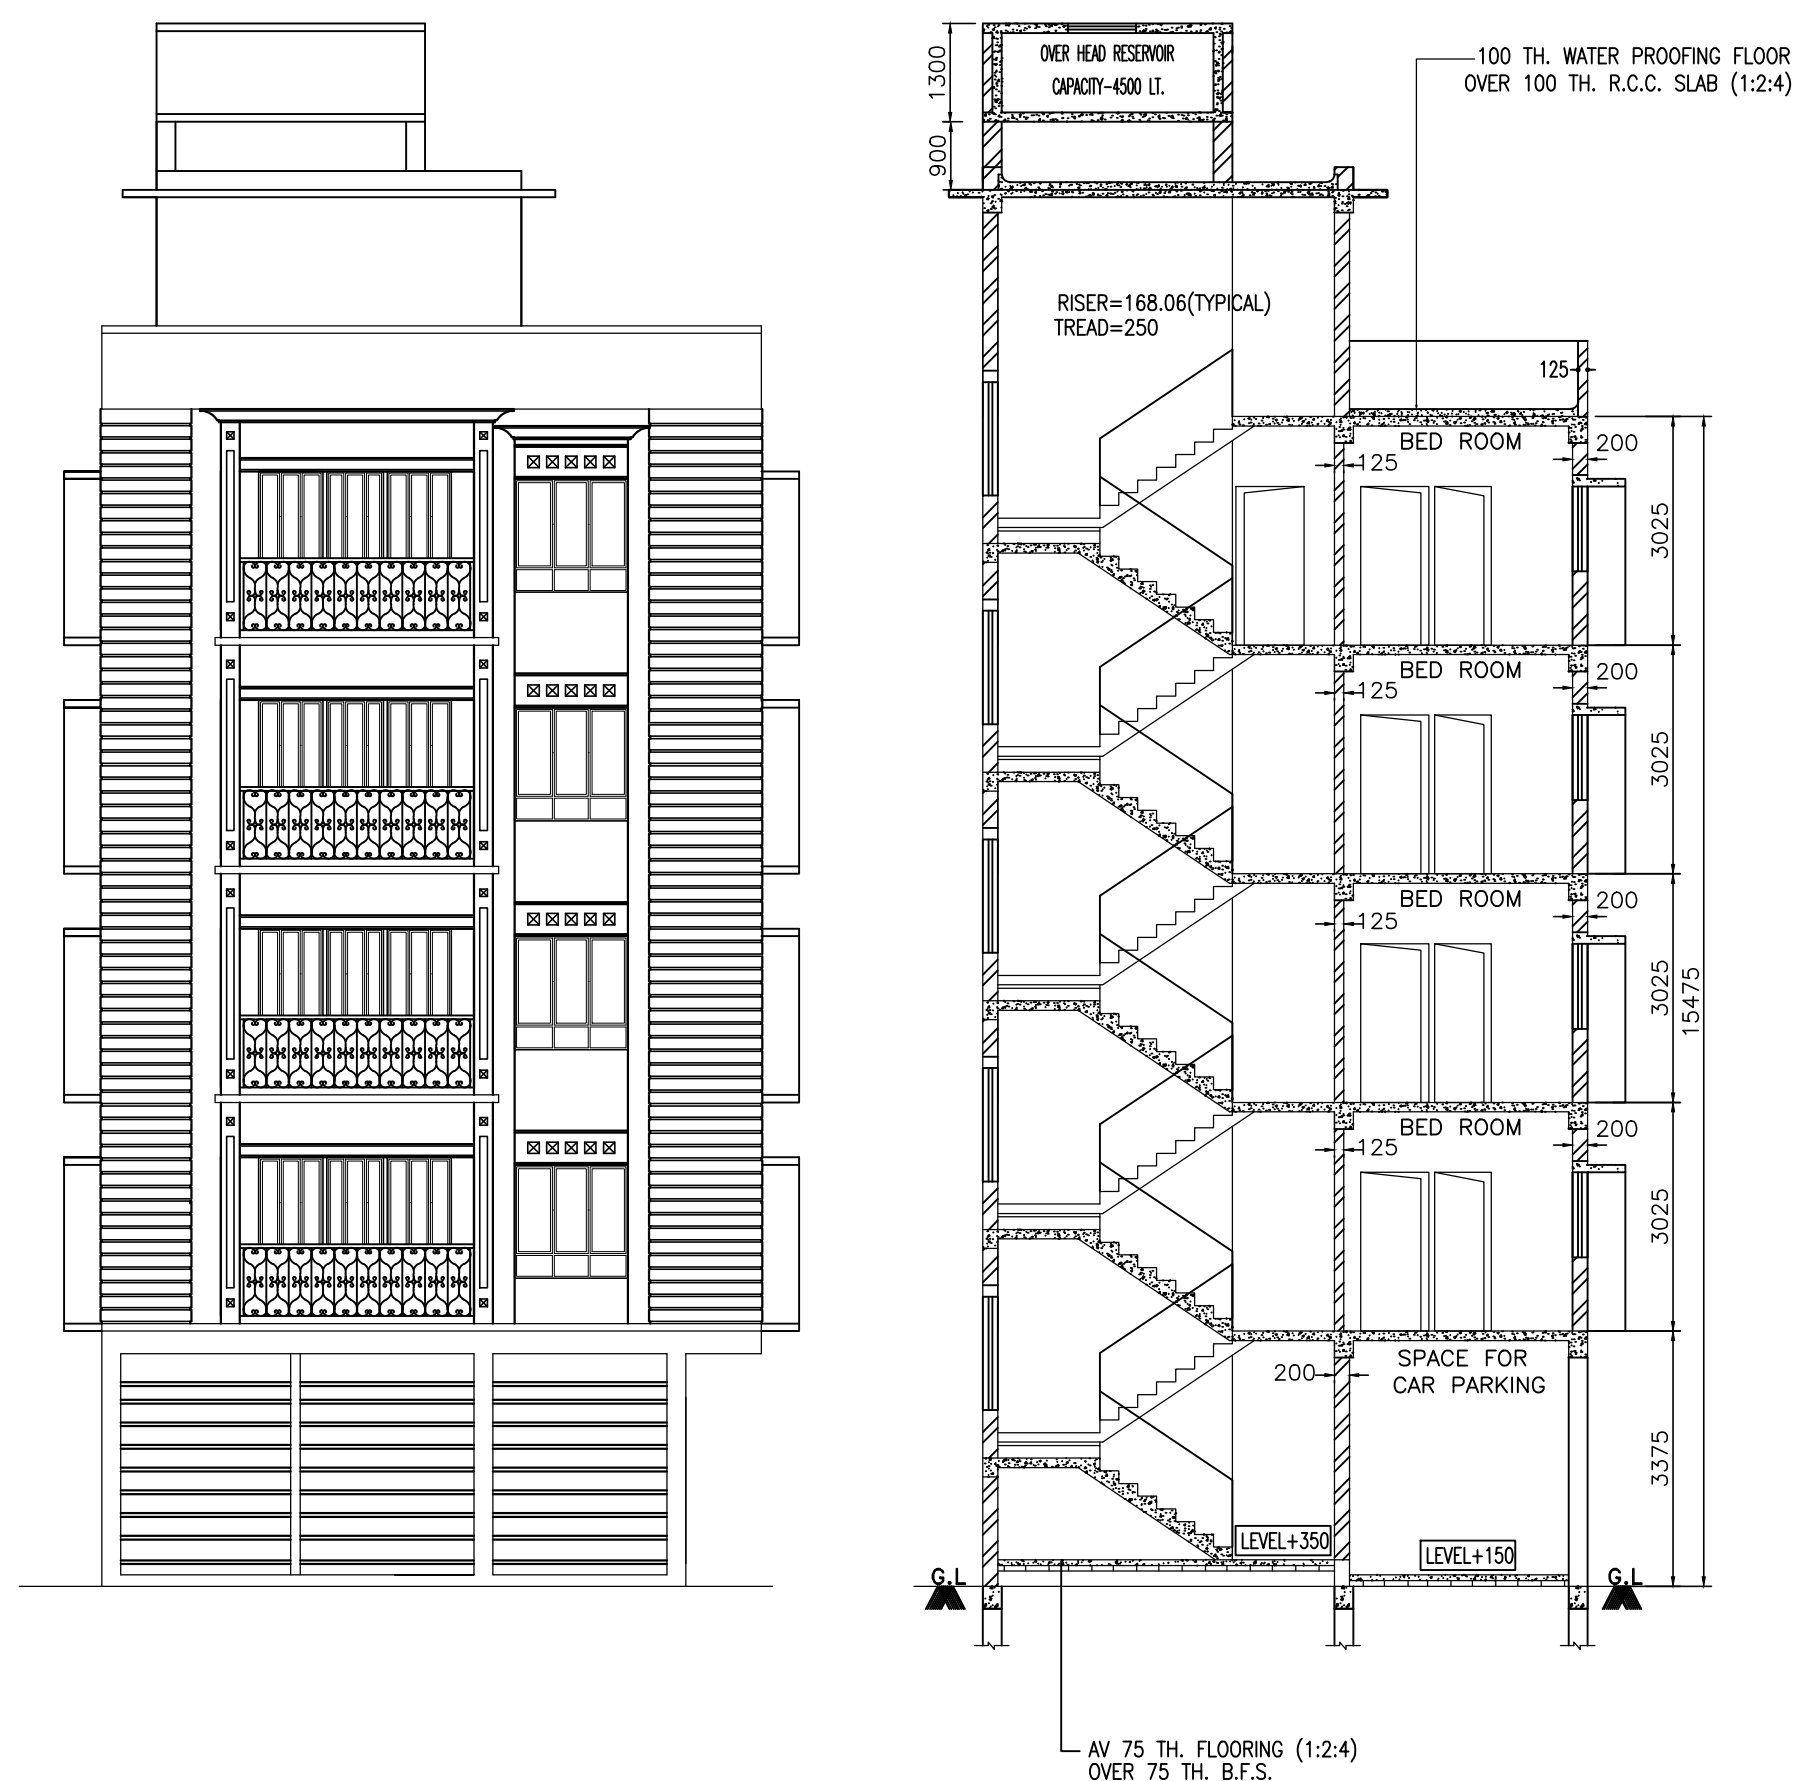 OVER HEAD RESERVOIR
CAPACITY-4500 LT.
1300
900
100 TH. WATER PROOFING FLOOR
OVER 100 TH. R.C.C. SLAB (1:2:4)
RISER=168.06(TYPICAL)
TREAD=250
125
BED ROOM
200
125
3025
BED ROOM
200
125
3025
BED ROOM
200
125
3025
15475
BED ROOM
200
125
3025
SPACE FOR
CAR PARKING
200
3375
LEVEL+350
LEVEL+150
G.L
G.L
AV 75 TH. FLOORING (1:2:4)
OVER 75 TH. B.F.S.